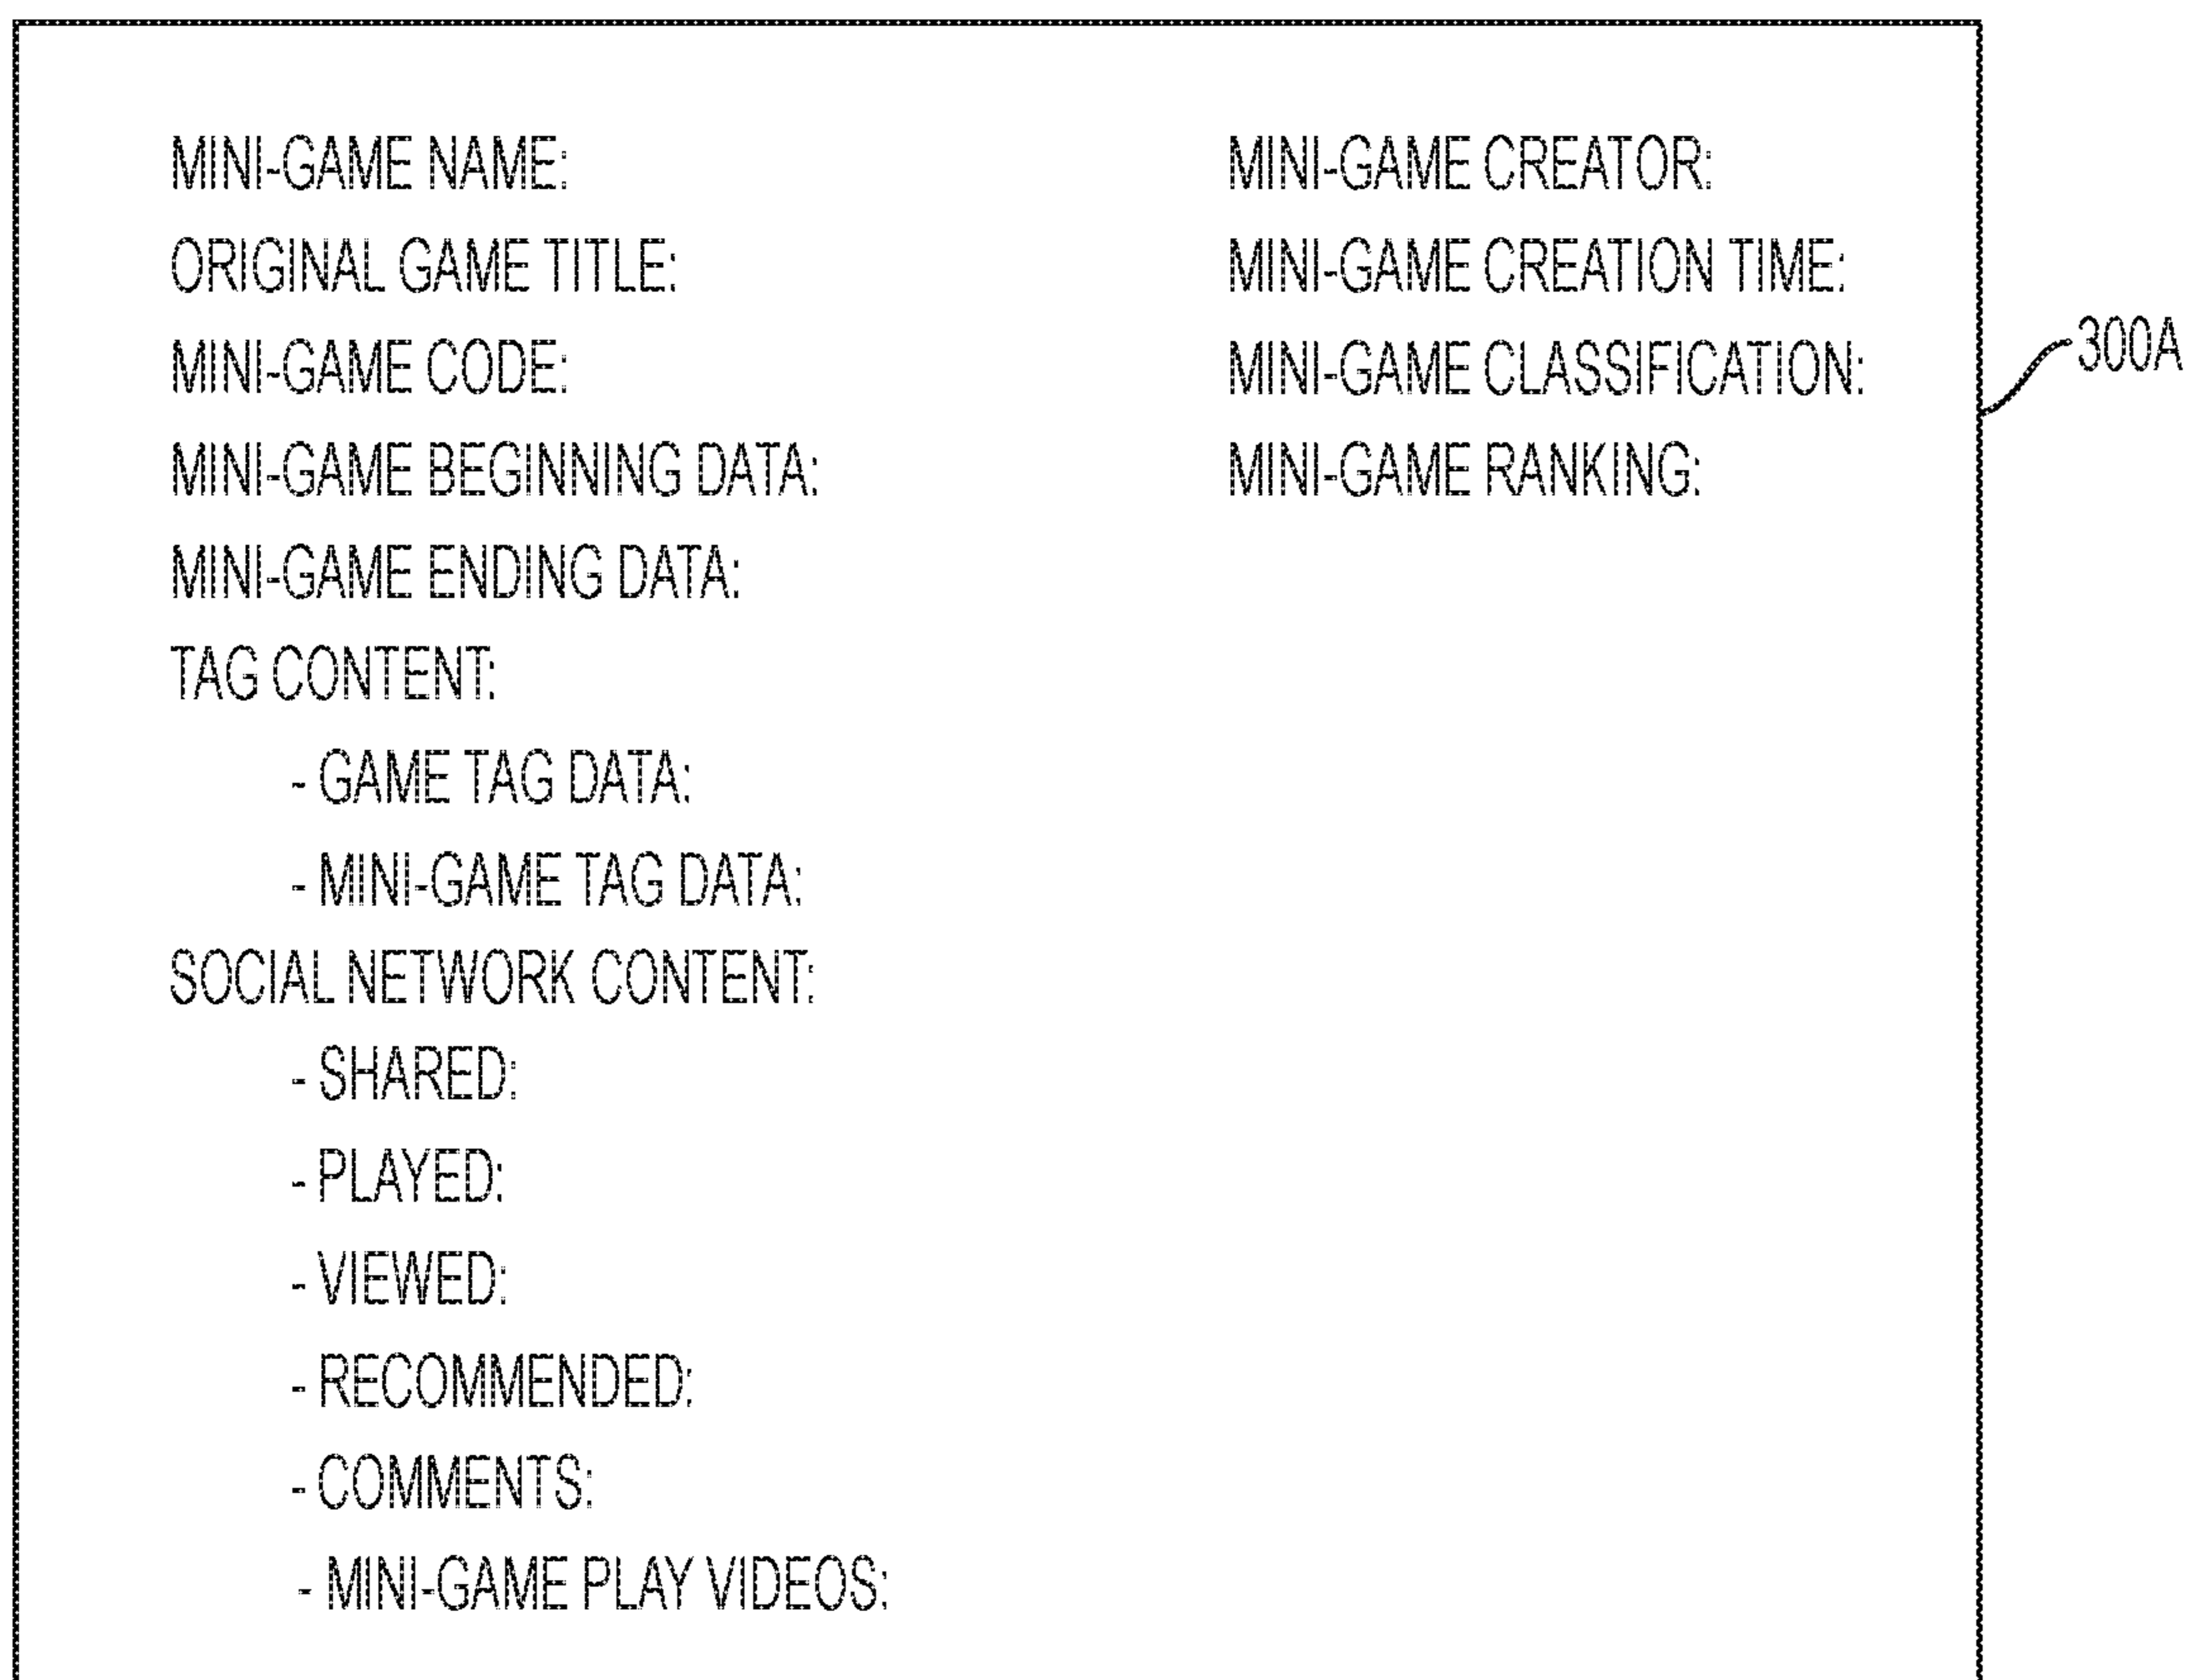 MINI-GAME NAME:
ORIGINAL GAME TITLE:
MINI-GAME CODE:
MINI-GAME BEGINNING DATA:
MINI-GAME ENDING DATA:
TAG CONTENT:
- GAME TAG DATA:
- MINI-GAME TAG DATA:
SOCIAL NETWORK CONTENT:
- SHARED:
- PLAYED:
- VIEWED:
- RECOMMENDED:
- COMMENTS:
- MINI-GAME PLAY VIDEOS:
MINI-GAME CREATOR:
MINI-GAME CREATION TIME:
MINI-GAME CLASSIFICATION:
MINI-GAME RANKING:
300A